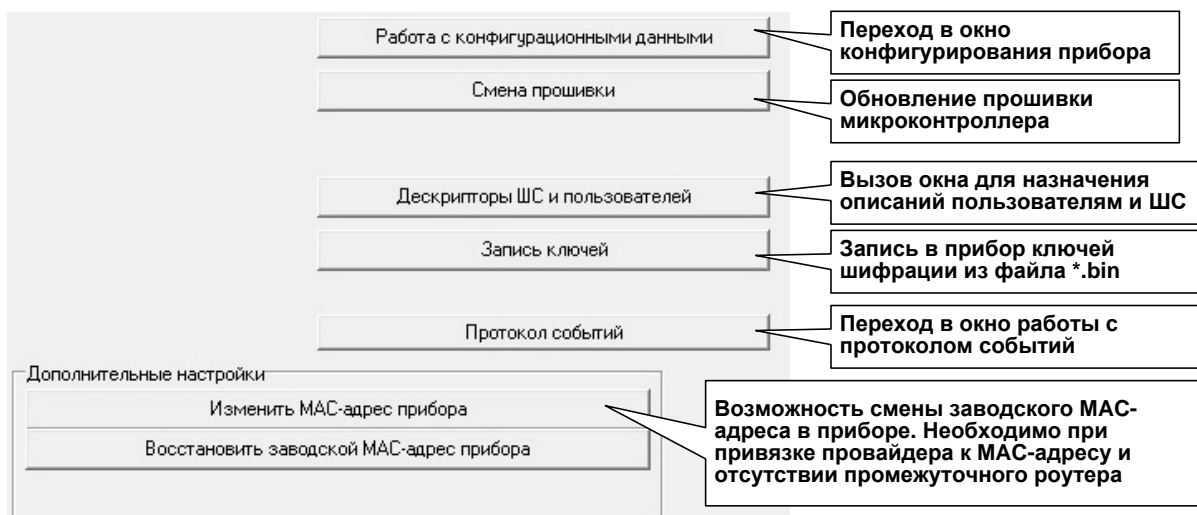 Работа с конфигурационными данными
Переход в окно
конфигурирования прибора
Смена прошивки
Обновление прошивки
микроконтроллера
Дескрипторы ШС и пользователей
Вызов окна для назначения
описаний пользователям и ШС
Запись ключей
Запись в прибор ключей
шифрации из файла *.bin
Протокол событий
Переход в окно работы с
протоколом событий
Дополнительные настройки
Изменить МАС-адрес прибора
Восстановить заводской МАС-адрес прибора
Возможность смены заводского МАС-
адреса в приборе. Необходимо при
привязке провайдера к МАС-адресу и
отсутствии промежуточного роутера